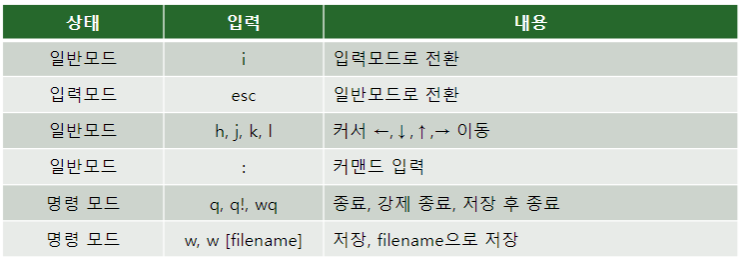 상태 입력 내용
일반모드 i 입력모드로 전환
입력모드 esc 일반모드로 전환
일반모드 h, j, k, l 커서 ←,↓,↑,→ 이동
일반모드 : 커맨드 입력
명령 모드 q, q!, wq 종료, 강제 종료, 저장 후 종료
명령 모드 w, w [filename] 저장, filename으로 저장